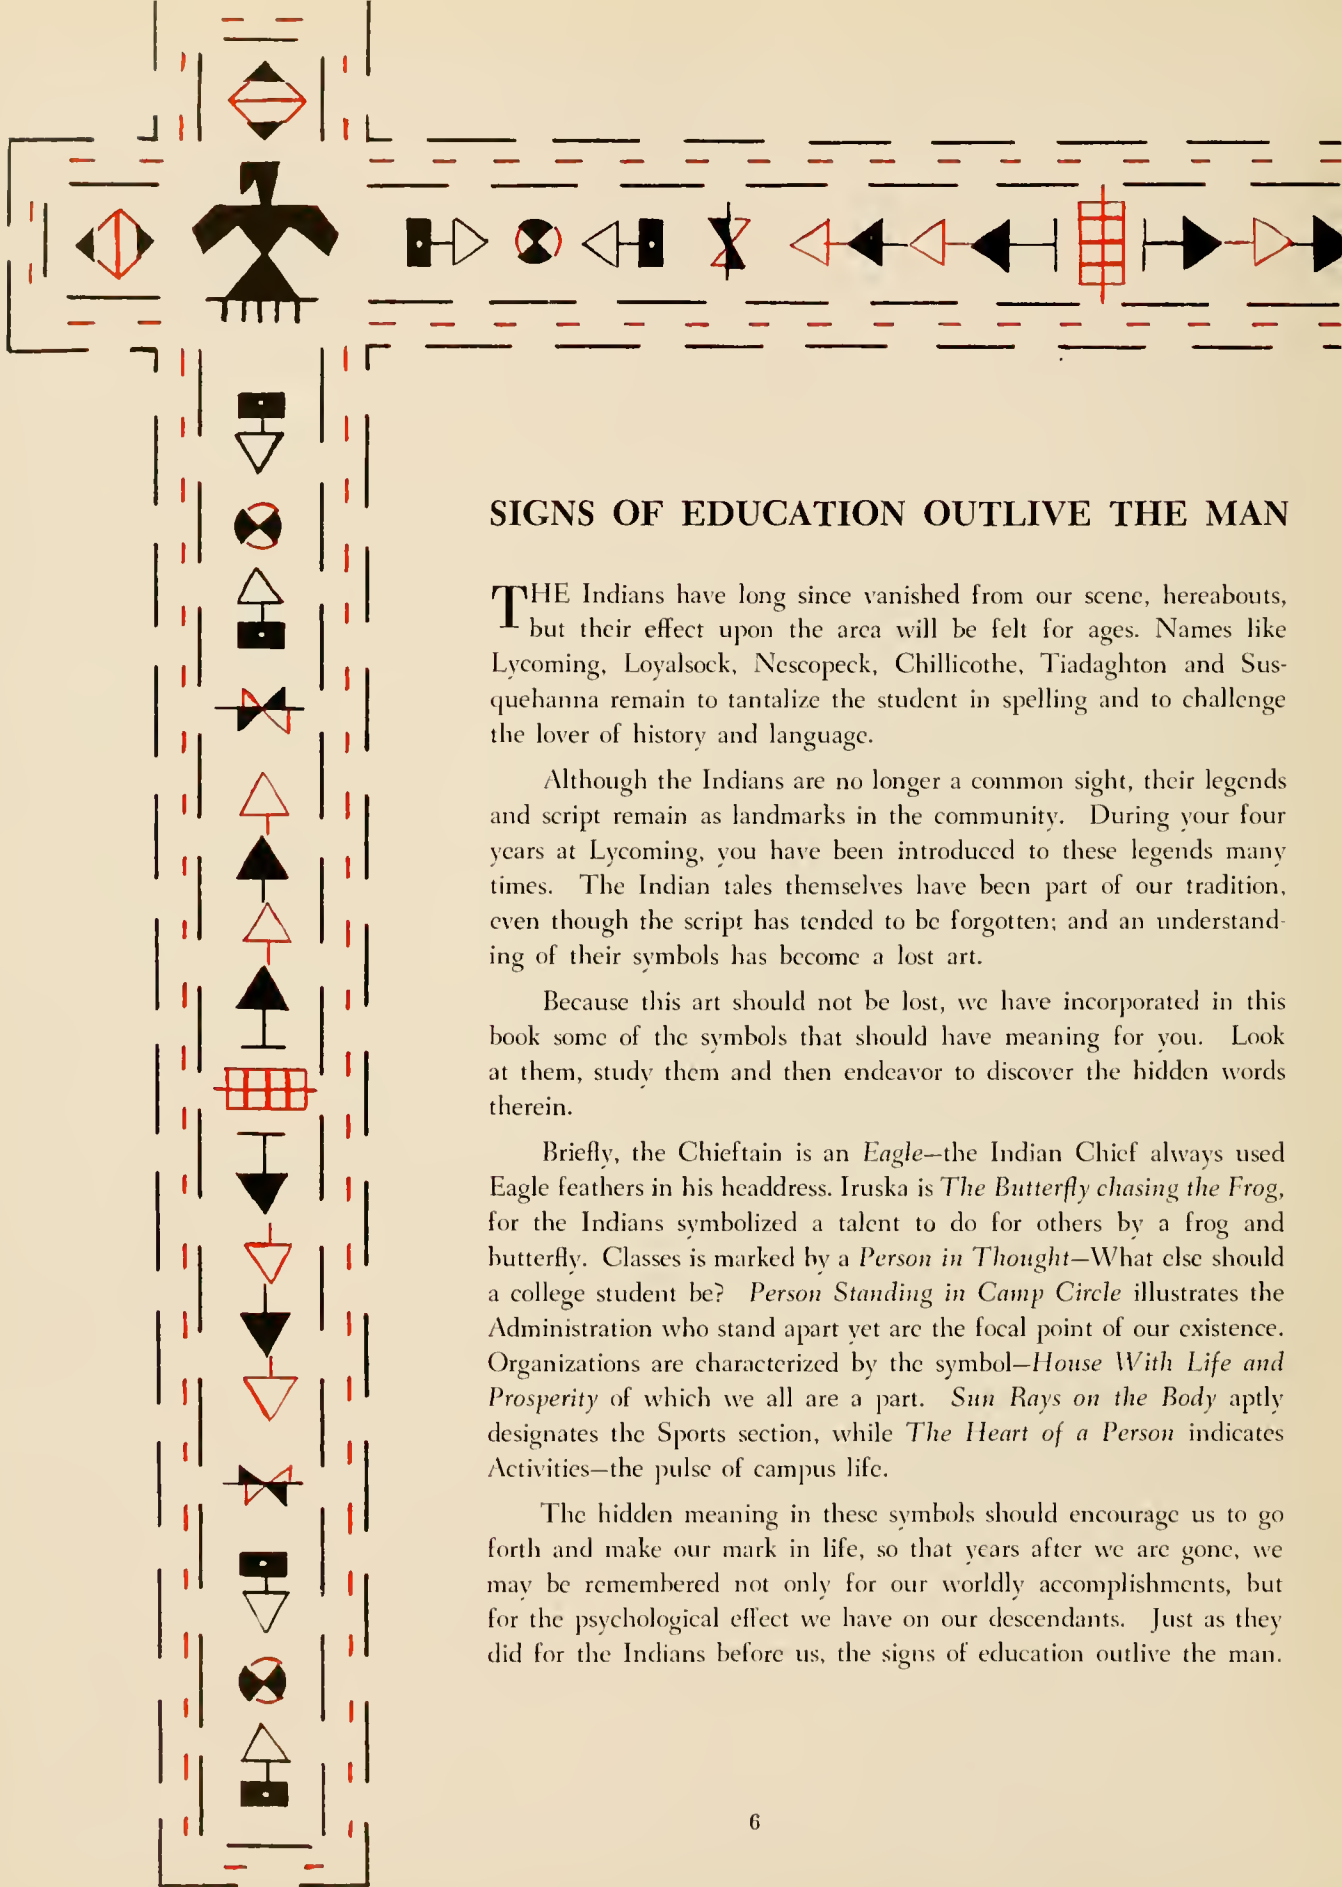 SIGNS OF EDUCATION OUTLIVE THE MAN
THE Indians have long since vanished from our scene, hereabouts,
but their effect upon the area will be felt for ages. Names like
Lycoming, Loyalsock, Nescopeck, Chillicothe, Tiadaghton and Sus-
quehanna remain to tantalize the student in spelling and to challenge
the lover of history and language.
Although the Indians are no longer a common sight, their legends
and script remain as landmarks in the community. During your four
years at Lycoming, you have been introduced to these legends many
times. The Indian tales themselves have been part of our tradition,
even though the script has tended to be forgotten; and an understand-
ing of their symbols has become a lost art.
Because this art should not be lost, we have incorporated in this
book some of the symbols that should have meaning for you. Look
at them, study them and then endeavor to discover the hidden words
therein.
Briefly, the Chieftain is an Eagle—the Indian Chief always used
Eagle feathers in his headdress. Iruska is The Butterfly chasing the Frog,
for the Indians symbolized a talent to do for others by a frog and
butterfly. Classes is marked by a Person in Thought—What else should
a college student be? Person Standing in Camp Circle illustrates the
Administration who stand apart yet are the focal point of our existence.
Organizations are characterized by the symbol—House With Life and
Prosperity of which we all are a part. Sun Rays on the Body aptly
designates the Sports section, while The Heart of a Person indicates
Activities—the pulse of campus life.
The hidden meaning in these symbols should encourage us to go
forth and make our mark in life, so that years after we are gone, we
may be remembered not only for our worldly accomplishments, but
for the psychological effect we have on our descendants. Just as they
did for the Indians before us, the signs of education outlive the man.
6